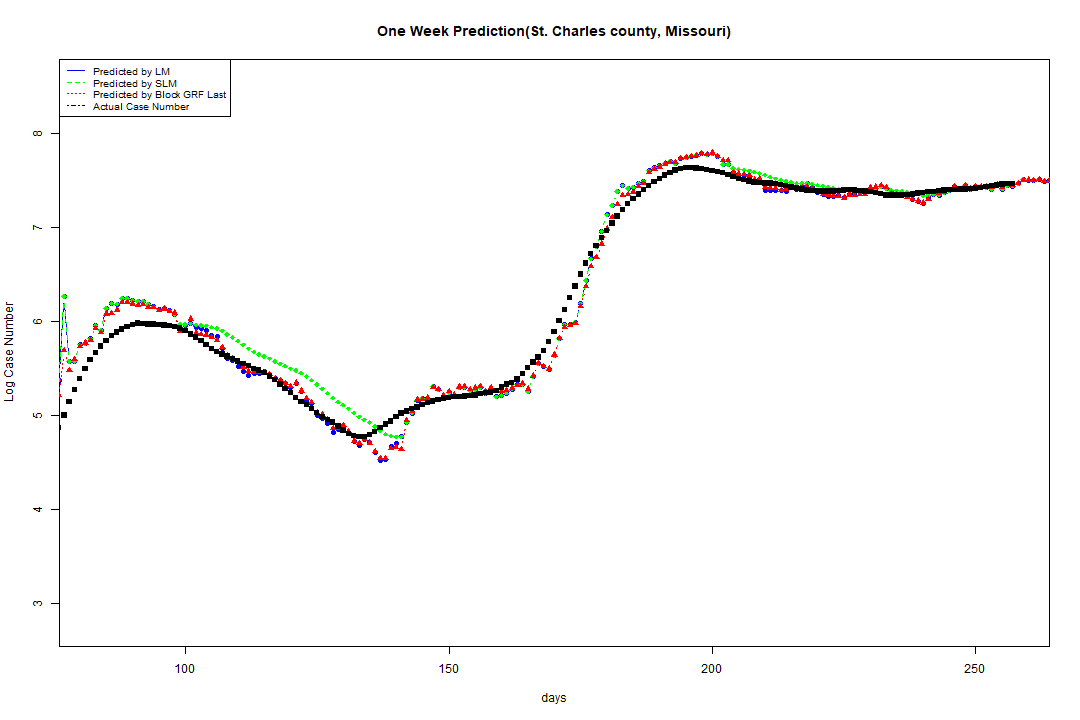 One Week Prediction(St. Charles county, Missouri)
Predicted by LM
Predicted by SLM
Predicted by Block GRF Last
Actual Case Number
Log Case Number
8
7
6
5
4
3
100 150 200 250
days